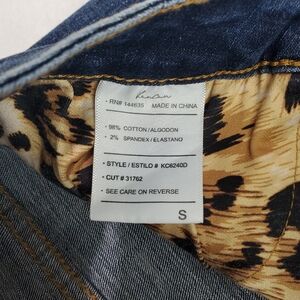 KanCan
• RN# 144635 MADE IN CHINA
• 98% COTTON/ALGODON
• 2% SPANDEX/ELASTANO
• STYLE / ESTILO # KC6240D
• CUT # 31762
• SEE CARE ON REVERSE
S